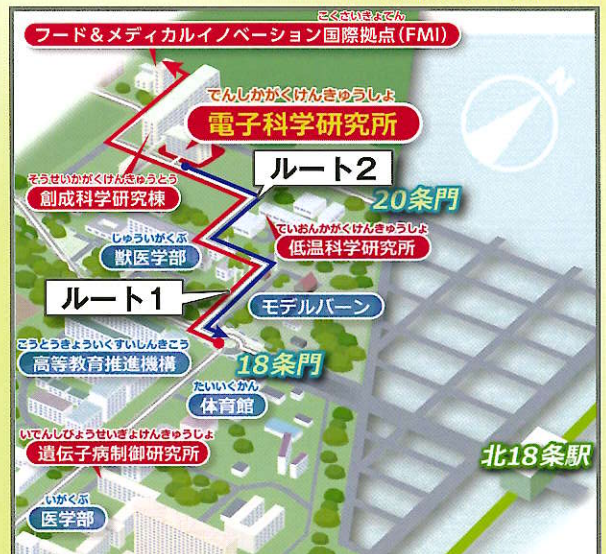 こくさいきょてん
フード＆メディカルイノベーション国際拠点(FMI)
でんしかがくけんきゅうしょ
電子科学研究所
N
ルート2
そうせいかがくけんきゅうとう
創成科学研究棟
20条門
ていおんかがくけんきゅうしょ
低温科学研究所
じゅういがくぶ
獣医学部
ルート1
モデルバーン
こうとうきょういくすいしんきこう
高等教育推進機構
18条門
たいいくかん
体育館
いでんしびょうせいぎょけんきゅうじょ
遺伝子病制御研究所
北18条駅
いがくぶ
医学部